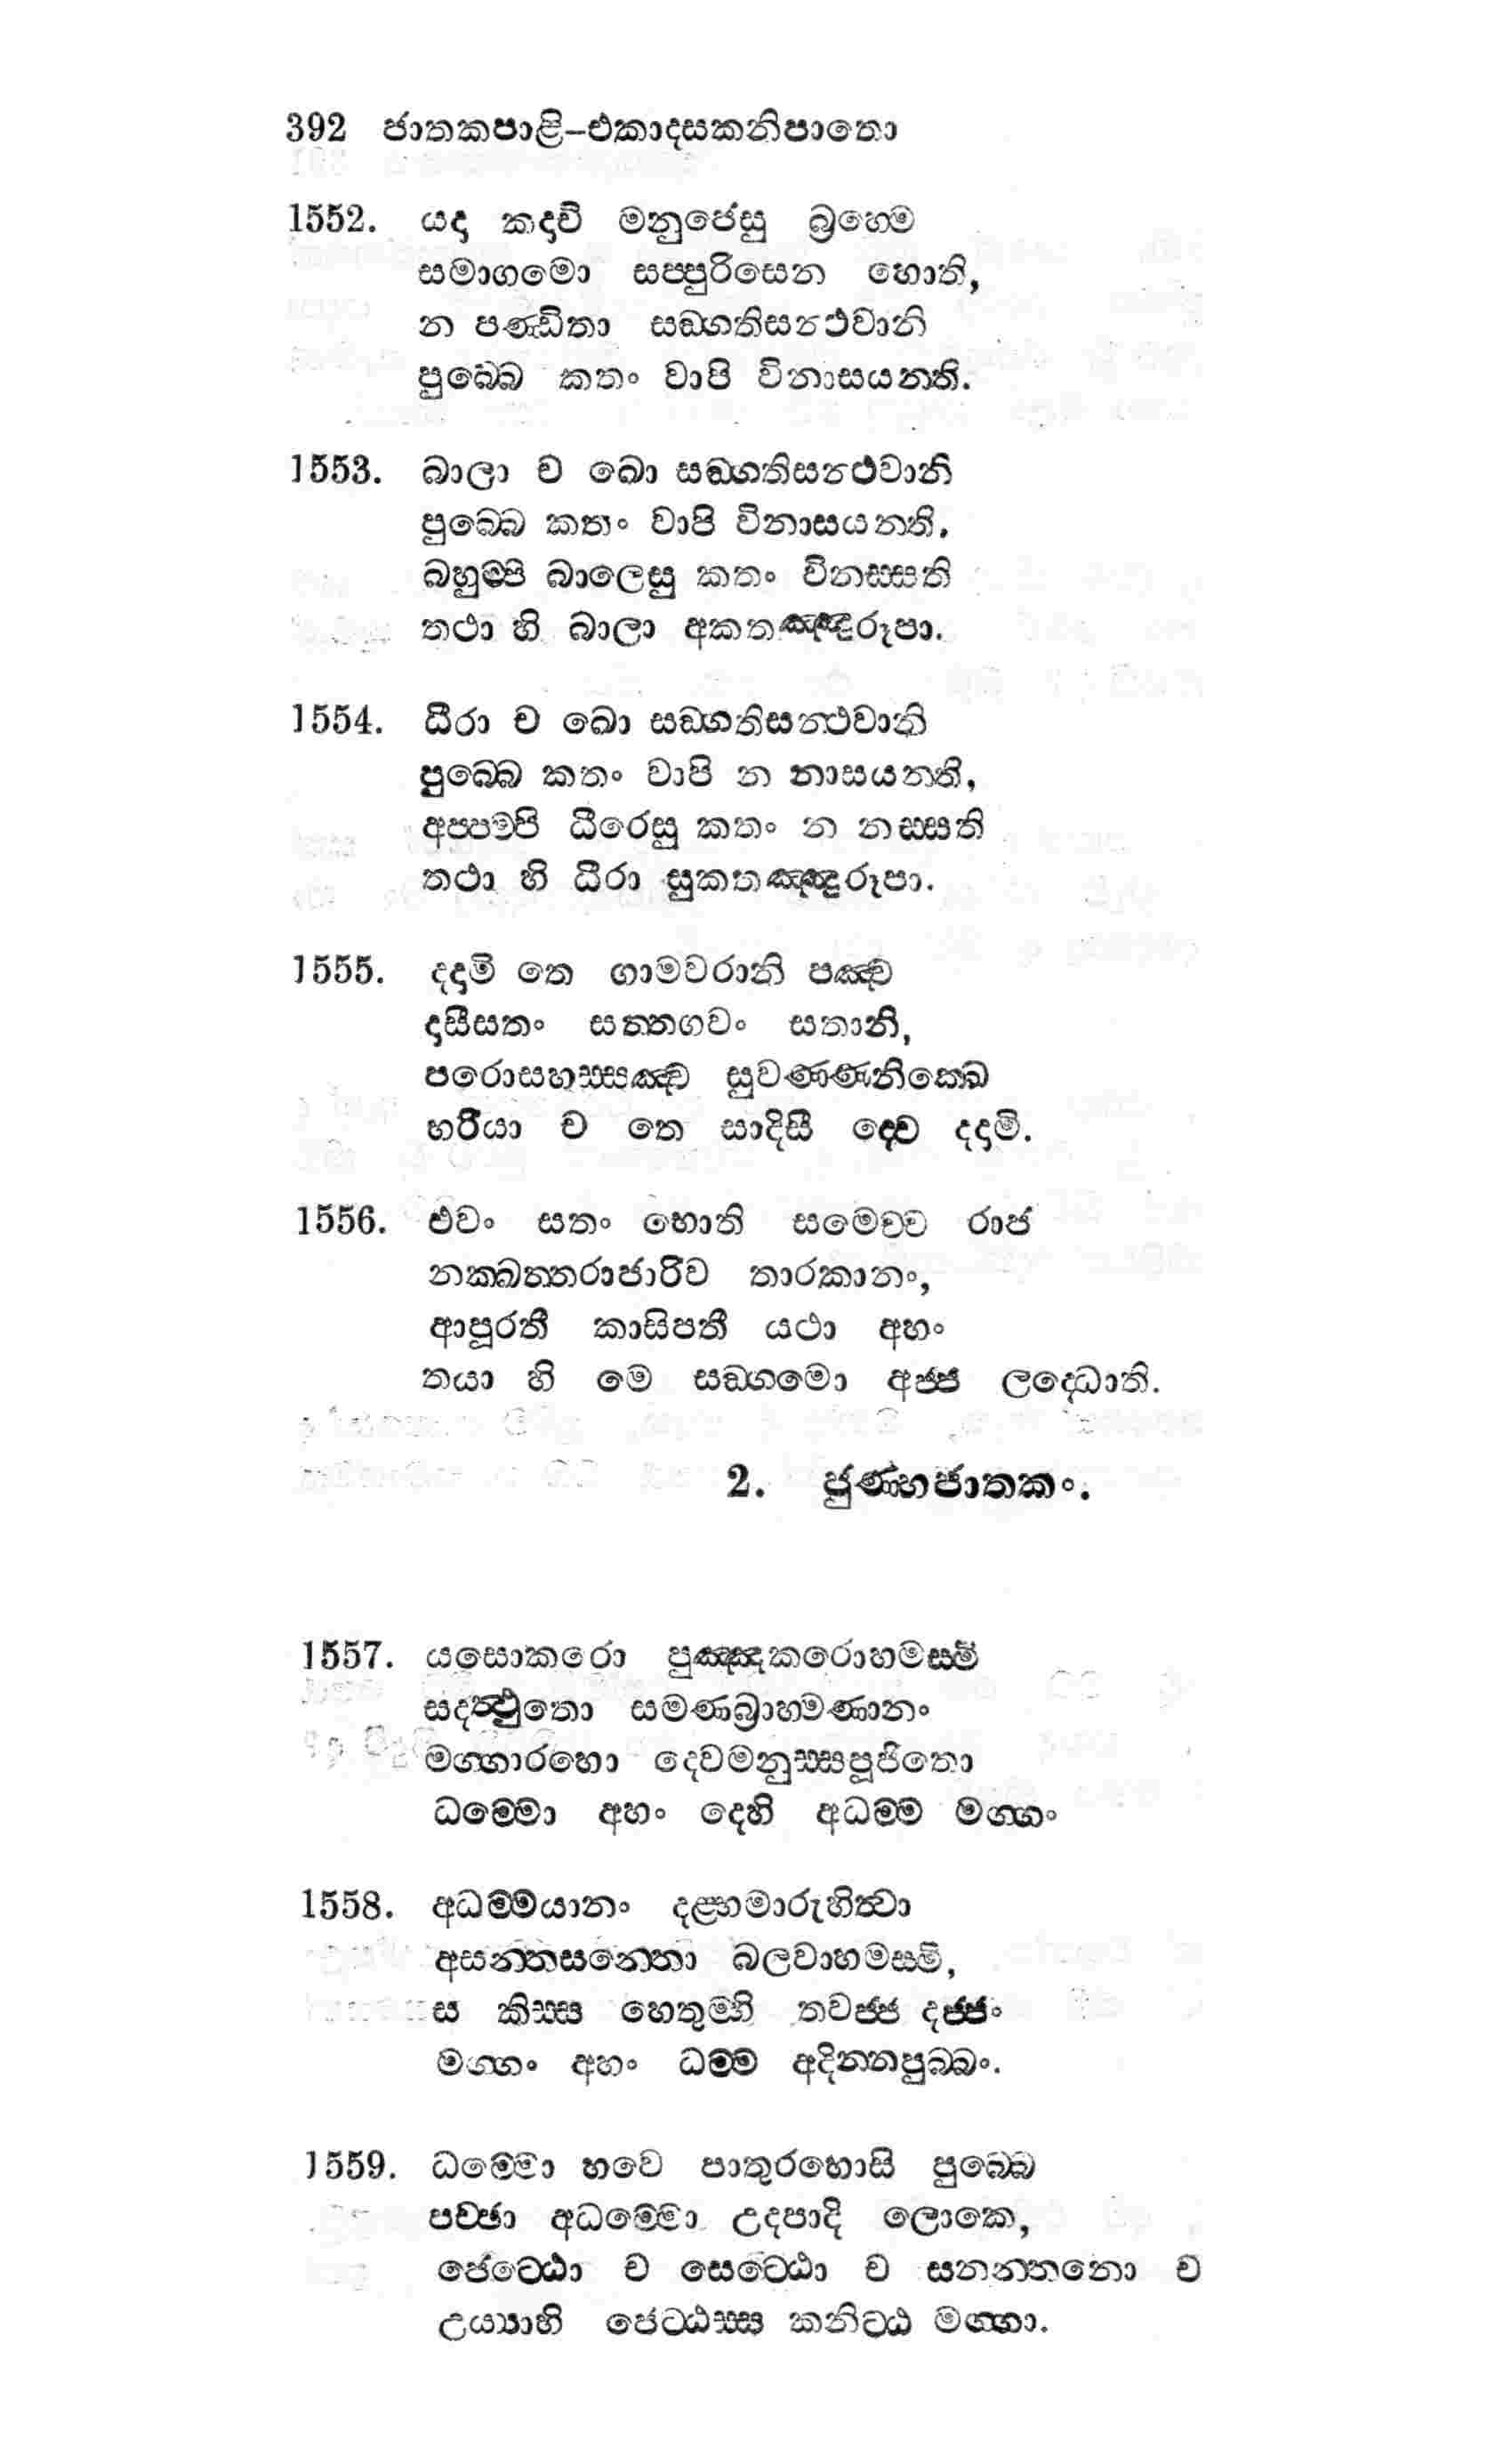 392 ජාතකපාළි–එකාදසකනිපාතො
1552. යදා කදාචි මනුජෙසු බ්‍රහෙම
සමාගමො සප්පුරිසෙන හොති,
න පණ්ඩිතා සඞ්ගතිසන්ථවානි
පුබ්බෙ කතං වාපි විනාසයන්ති.
1553. බාලා ච ඛො සඞ්ගතිසන්ථවානි
පුබ්බෙ කතං වාපි විනාසයන්ති.
බහුම්පි බාලෙසු කතං විනස්සති
තථා හි බාලා අකතඤ්ඤුරූපා.
1554. ධීරා ච ඛො සඞ්ගතිසන්ථවානි
පුබ්බෙ කතං වාපි න නාසයන්ති,
අප්පම්පි ධීරෙසු කතං න නස්සති
තථා හි ධීරා සුකතඤ්ඤුරූපා.
1555. දදාමි තෙ ගාමවරානි පඤ්ච
දාසීසතං සත්තගවං සතානි,
පරොසහස්සඤ්ච සුවණ්ණනික්ඛෙ
භරියා ච තෙ සාදිසී ද්වෙ දදාමි.
1556. එවං සතං හොති සමෙච්ච රාජ
නක්ඛත්තරාජාරිව තාරකානං,
ආපූරතී කාසිපතී යථා අහං
තයා හි මෙ සඞ්ගමො අජ්ජ ලද්ධොති.
2. ජුණ්හජාතකං.
1557. යසොකරො පුඤ්ඤකරොහමස්මි
සදත්ථුතො සමණබ්‍රාහ්මණානං
මග්ගාරහො දෙවමනුස්සපූජිතො
ධම්මො අහං දෙහි අධම්ම මග්ගං
1558. අධම්මයානං දළ්හමාරුහිත්වා
අසන්තසන්තො බලවාහමස්මි,
ස කිස්ස හෙතුම්හි තවජ්ජ දජ්ජං
මග්ගං අහං ධම්ම අදින්නපුබ්බං.
1559. ධම්මො හවෙ පාතුරහොසි පුබ්බෙ
පච්ඡා අධම්මො උදපාදි ලොකෙ,
ජෙට්ඨො ච සෙට්ඨො ච සනන්තනො ච
උය්‍යාහි ජෙට්ඨස්ස කනිට්ඨ මග්ගා.